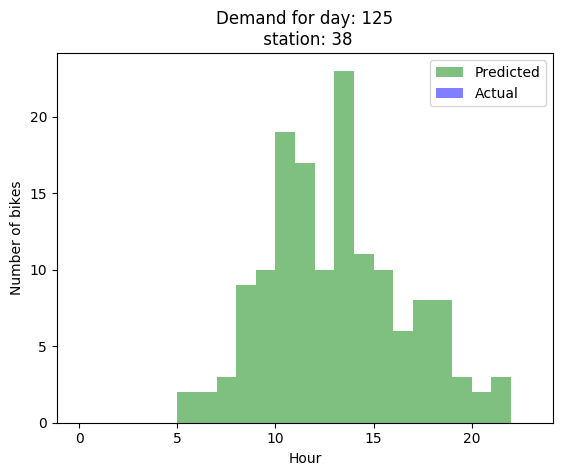 Demand for day: 125
station: 38
Predicted
Actual
Number of bikes
20
15
10
5
0
0
5
10
15
20
Hour